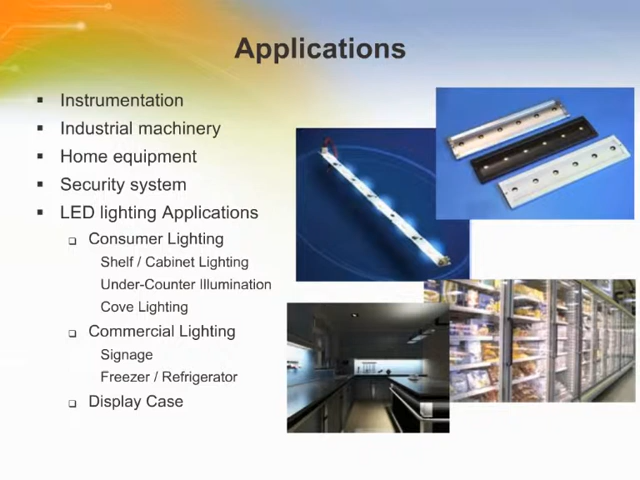 Applications
▪ Instrumentation
▪ Industrial machinery
▪ Home equipment
▪ Security system
▪ LED lighting Applications
❑ Consumer Lighting
Shelf / Cabinet Lighting
Under-Counter Illumination
Cove Lighting
❑ Commercial Lighting
Signage
Freezer / Refrigerator
❑ Display Case